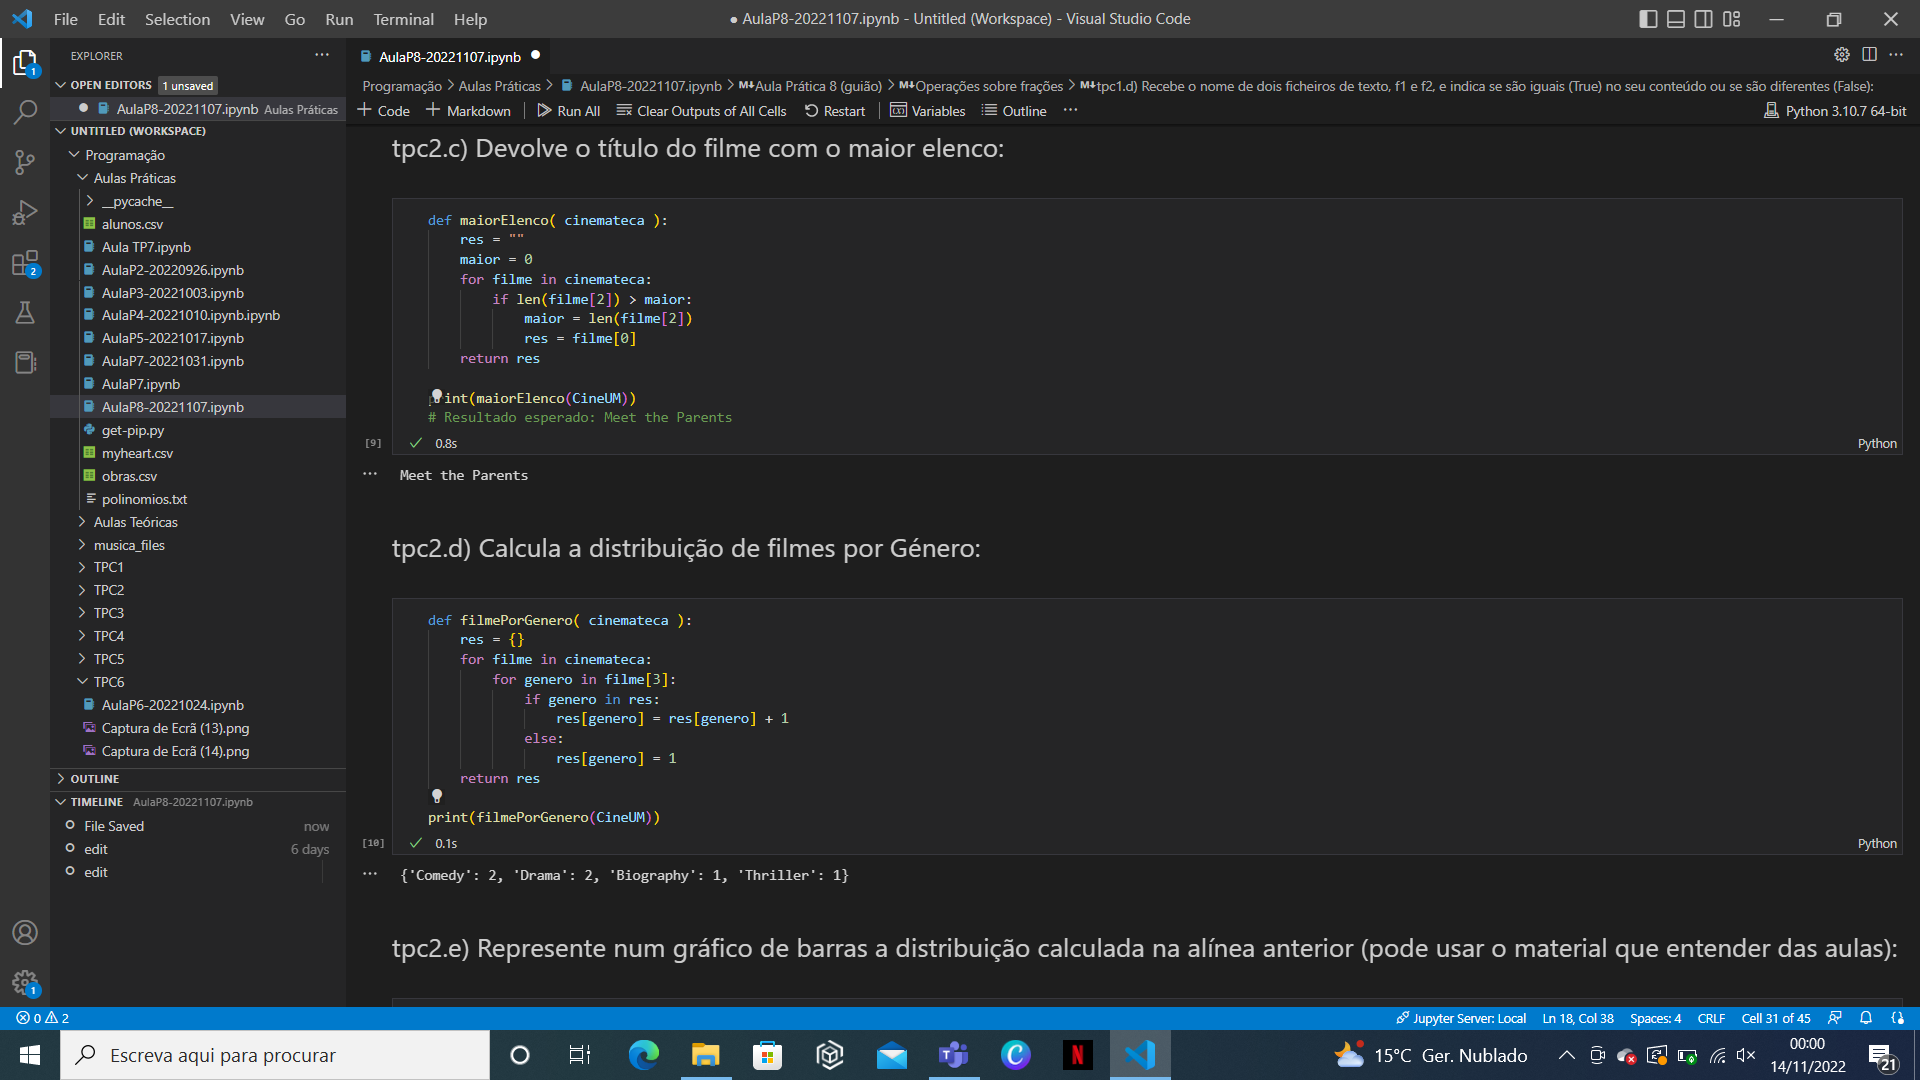 File Edit Selection View Go Run Terminal Help
● AulaP8-20221107.ipynb - Untitled (Workspace) - Visual Studio Code
EXPLORER
OPEN EDITORS 1 unsaved
AulaP8-20221107.ipynb Aulas Práticas
UNTITLED (WORKSPACE)
Programação
Aulas Práticas
__pycache__
alunos.csv
Aula TP7.ipynb
AulaP2-20220926.ipynb
AulaP3-20221003.ipynb
AulaP4-20221010.ipynb.ipynb
AulaP5-20221017.ipynb
AulaP7-20221031.ipynb
AulaP7.ipynb
AulaP8-20221107.ipynb
get-pip.py
myheart.csv
obras.csv
polinomios.txt
Aulas Teóricas
musica_files
TPC1
TPC2
TPC3
TPC4
TPC5
TPC6
AulaP6-20221024.ipynb
Captura de Ecrã (13).png
Captura de Ecrã (14).png
OUTLINE
TIMELINE AulaP8-20221107.ipynb
File Saved now
edit 6 days
edit
1
2
1
AulaP8-20221107.ipynb
Programação > Aulas Práticas > AulaP8-20221107.ipynb > M↓Aula Prática 8 (guião) > M↓Operações sobre frações > M↓tpc1.d) Recebe o nome de dois ficheiros de texto, f1 e f2, e indica se são iguais (True) no seu conteúdo ou se são diferentes (False):
+ Code + Markdown Run All Clear Outputs of All Cells Restart Variables Outline ... Python 3.10.7 64-bit
tpc2.c) Devolve o título do filme com o maior elenco:
def maiorElenco( cinemateca ):
    res = ""
    maior = 0
    for filme in cinemateca:
        if len(filme[2]) > maior:
            maior = len(filme[2])
            res = filme[0]
    return res
print(maiorElenco(CineUM))
# Resultado esperado: Meet the Parents
[9] 0.8s Python
Meet the Parents
tpc2.d) Calcula a distribuição de filmes por Género:
def filmePorGenero( cinemateca ):
    res = {}
    for filme in cinemateca:
        for genero in filme[3]:
            if genero in res:
                res[genero] = res[genero] + 1
            else:
                res[genero] = 1
    return res
print(filmePorGenero(CineUM))
[10] 0.1s Python
{'Comedy': 2, 'Drama': 2, 'Biography': 1, 'Thriller': 1}
tpc2.e) Represente num gráfico de barras a distribuição calculada na alínea anterior (pode usar o material que entender das aulas):
0 2 Jupyter Server: Local Ln 18, Col 38 Spaces: 4 CRLF Cell 31 of 45
Escreva aqui para procurar
15°C Ger. Nublado
00:00
14/11/2022
21